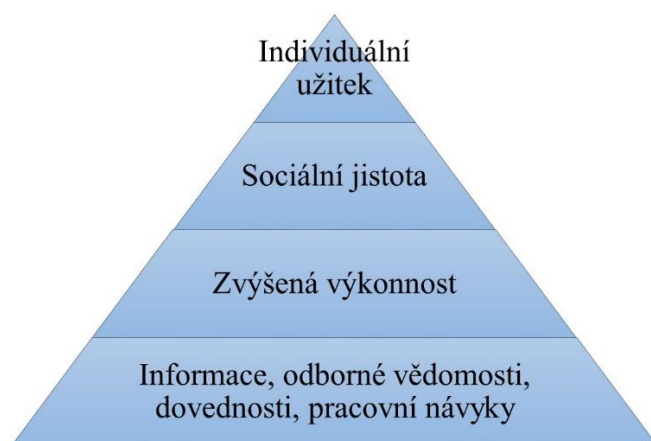 Individuální
užitek
Sociální jistota
Zvýšená výkonnost
Informace, odborné vědomosti,
dovednosti, pracovní návyky